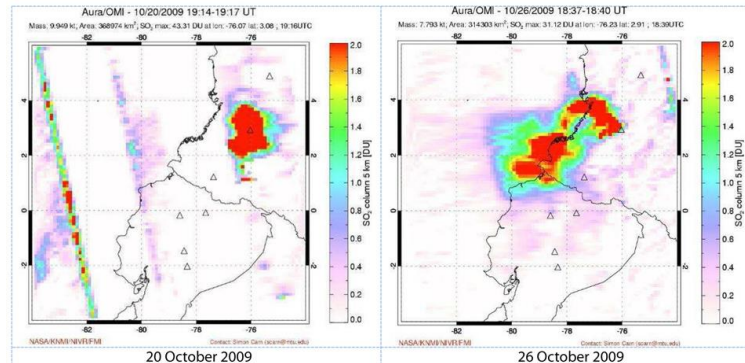 Aura/OMI - 10/20/2009 19:14-19:17 UT
Mass: 9.949 kt; Area: 368974 km²; SO₂ max: 43.31 DU at lon: -76.07 lat: 3.08 ; 19:16UTC
-82 -80 -78 -76
4
2
0
-2
2.0
1.8
1.6
1.4
1.2
1.0
0.8
0.6
0.4
0.2
0.0
SO₂ column 5 km [DU]
-82 -80 -78 -76
NASA/KNMI/NIVR/FMI
Contact: Simon Carn (scarn@mtu.edu)
20 October 2009
Aura/OMI - 10/26/2009 18:37-18:40 UT
Mass: 7.793 kt; Area: 314303 km²; SO₂ max: 31.12 DU at lon: -76.23 lat: 2.91 ; 18:39UTC
-82 -80 -78 -76
4
2
0
-2
2.0
1.8
1.6
1.4
1.2
1.0
0.8
0.6
0.4
0.2
0.0
SO₂ column 5 km [DU]
-82 -80 -78 -76
NASA/KNMI/NIVR/FMI
Contact: Simon Carn (scarn@mtu.edu)
26 October 2009